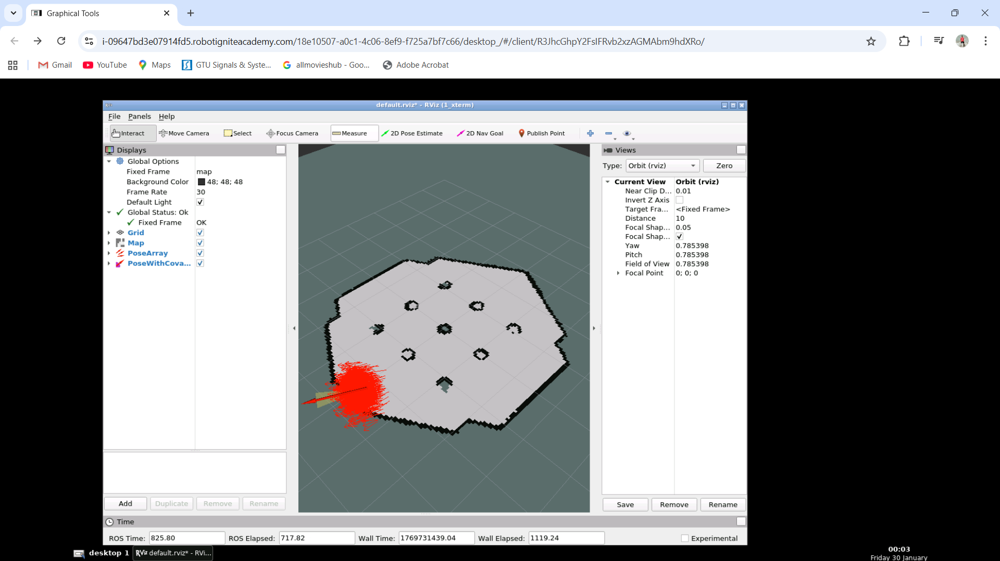 Graphical Tools
i-09647bd3e07914fd5.robotigniteacademy.com/18e10507-a0c1-4c06-8ef9-f725a7bf7c66/desktop_/#/client/R3JhcGhpY2FsIFRvb2xzAGMAbm9hdXRo/
Gmail YouTube Maps GTU Signals & Syste... allmovieshub - Goo... Adobe Acrobat
default.rviz* - RViz (1_xterm)
File Panels Help
Interact Move Camera Select Focus Camera Measure 2D Pose Estimate 2D Nav Goal Publish Point
Displays
Global Options
Fixed Frame map
Background Color 48; 48; 48
Frame Rate 30
Default Light
Global Status: Ok
Fixed Frame OK
Grid
Map
PoseArray
PoseWithCova...
Add Duplicate Remove Rename
Views
Type: Orbit (rviz) Zero
Current View Orbit (rviz)
Near Clip D... 0.01
Invert Z Axis
Target Fra... <Fixed Frame>
Distance 10
Focal Shap... 0.05
Focal Shap...
Yaw 0.785398
Pitch 0.785398
Field of View 0.785398
Focal Point 0; 0; 0
Save Remove Rename
Time
ROS Time: 825.80 ROS Elapsed: 717.82 Wall Time: 1769731439.04 Wall Elapsed: 1119.24 Experimental
desktop 1 RViz default.rviz* - RVi...
00:03
Friday 30 January